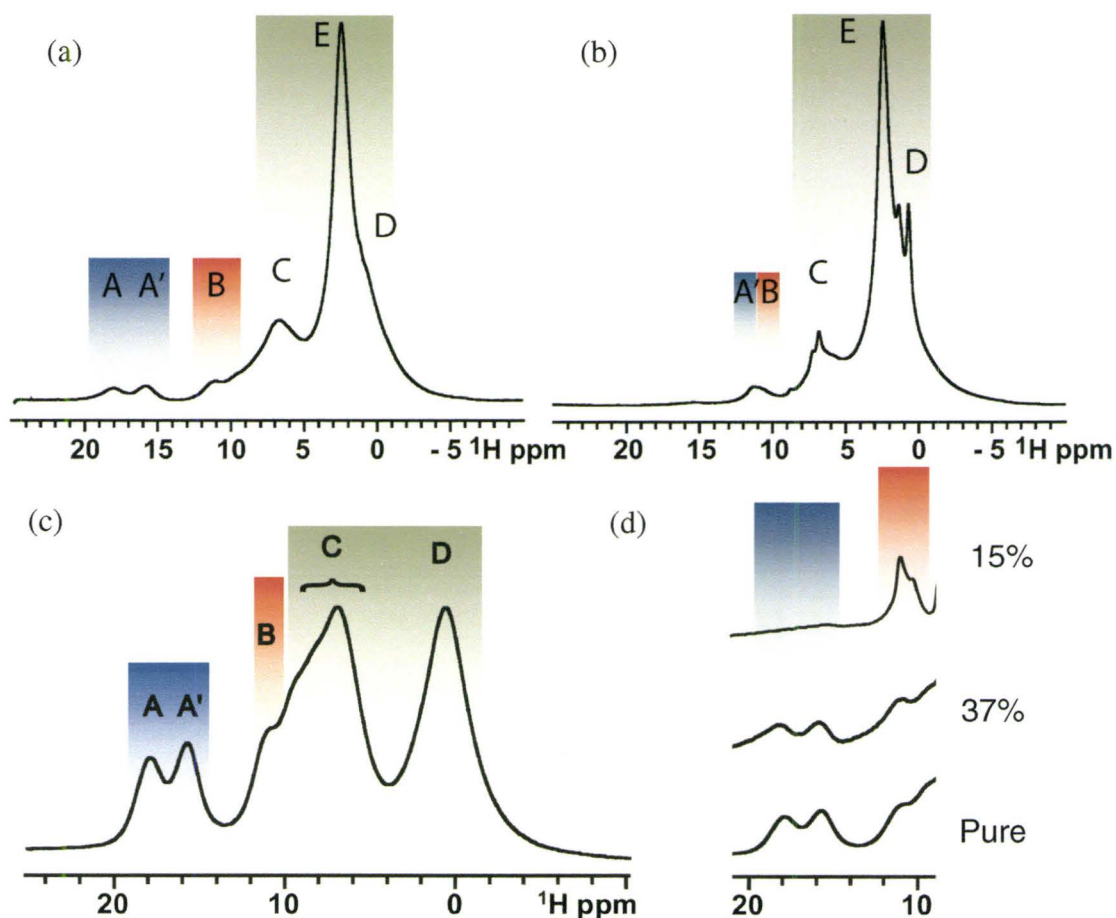 (a)
E
D
A A' B C
20 15 10 5 0 - 5 ¹H ppm
(b)
E
D
A' B C
20 15 10 5 0 - 5 ¹H ppm
(c)
C D
B
A A'
20 10 0 ¹H ppm
(d)
15%
37%
Pure
20 10